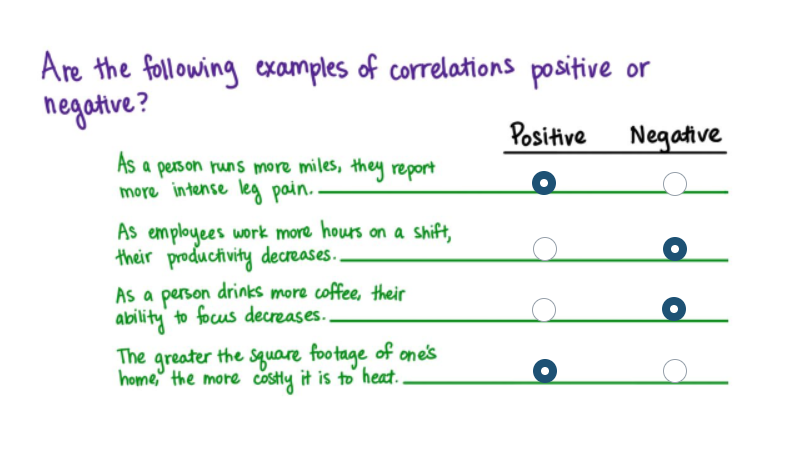 Are the following examples of correlations positive or
negative?
Positive Negative
As a person runs more miles, they report
more intense leg pain.
As employees work more hours on a shift,
their productivity decreases.
As a person drinks more coffee, their
ability to focus decreases.
The greater the square footage of one's
home, the more costly it is to heat.